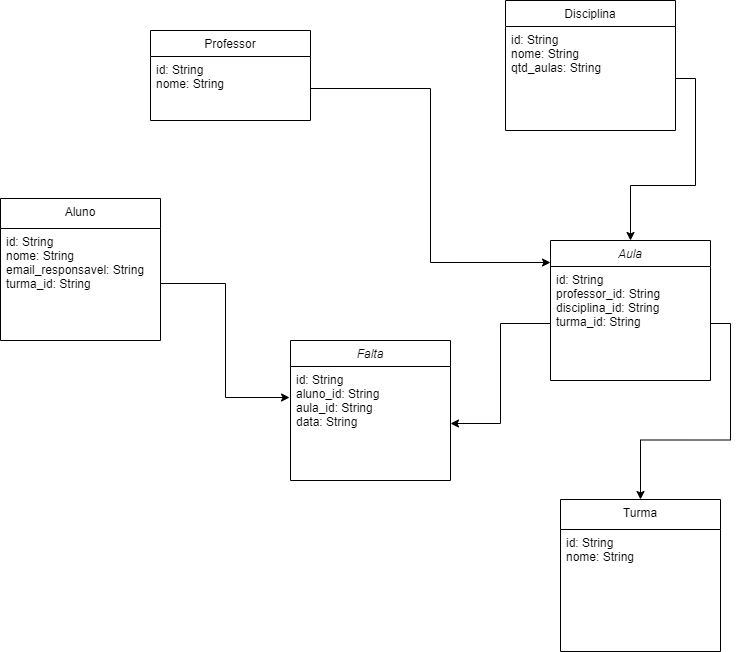 Disciplina
id: String
nome: String
qtd_aulas: String
Professor
id: String
nome: String
Aluno
id: String
nome: String
email_responsavel: String
turma_id: String
Aula
id: String
professor_id: String
disciplina_id: String
turma_id: String
Falta
id: String
aluno_id: String
aula_id: String
data: String
Turma
id: String
nome: String